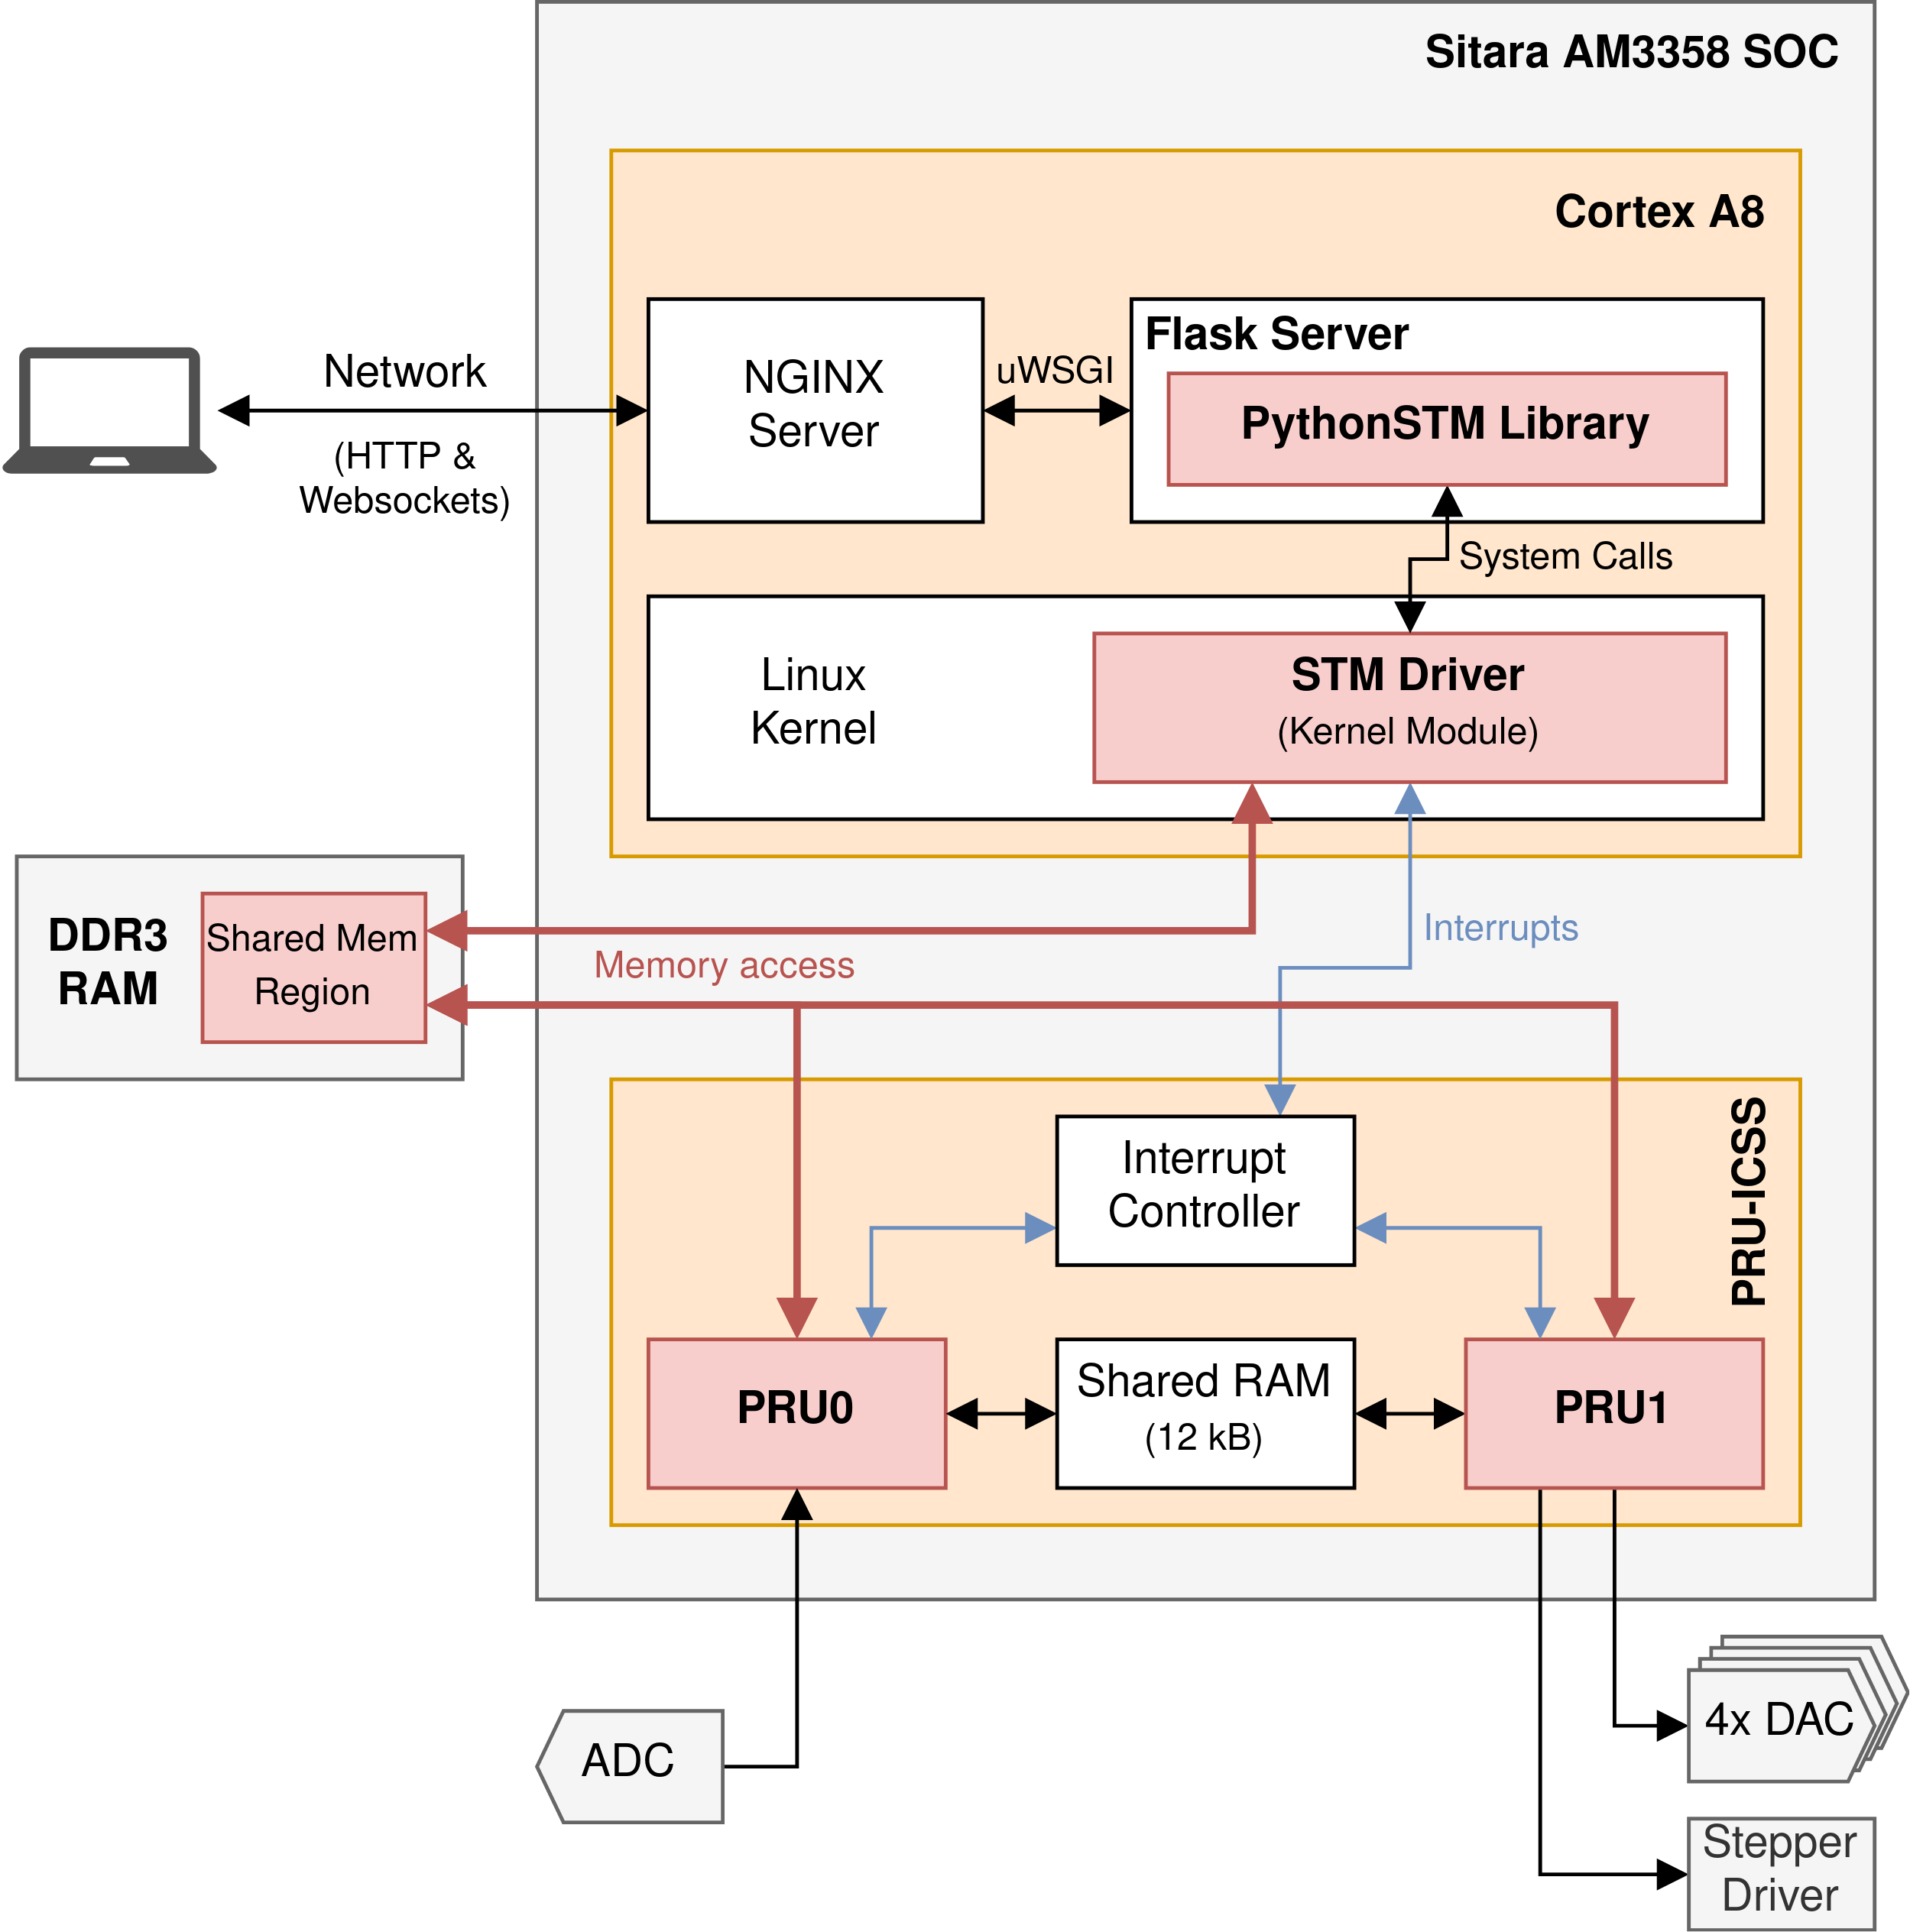 Sitara AM3358 SOC
Cortex A8
Network
(HTTP &
Websockets)
NGINX
Server
uWSGI
Flask Server
PythonSTM Library
System Calls
Linux
Kernel
STM Driver
(Kernel Module)
DDR3
RAM
Shared Mem
Region
Memory access
Interrupts
PRU-ICSS
Interrupt
Controller
PRU0
Shared RAM
(12 kB)
PRU1
ADC
4x DAC
Stepper
Driver